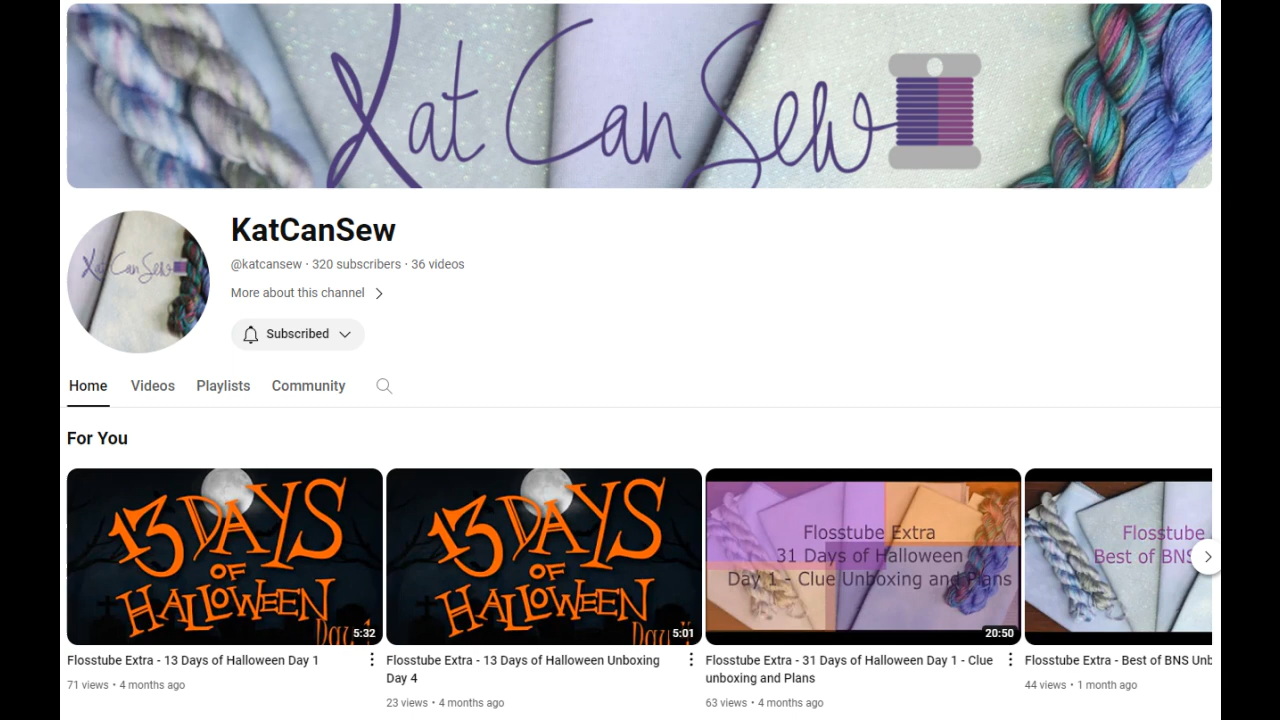 Kat Can Sew
Kat Can Sew
KatCanSew
@katcansew · 320 subscribers · 36 videos
More about this channel
Subscribed
Home Videos Playlists Community
For You
13 DAYS
OF
HALLOWEEN
Day 1
5:32
13 DAYS
OF
HALLOWEEN
5:01
Flosstube Extra
31 Days of Halloween
Day 1 - Clue Unboxing and Plans
20:50
Flosstube
Best of BNS
Flosstube Extra - 13 Days of Halloween Day 1
71 views • 4 months ago
Flosstube Extra - 13 Days of Halloween Unboxing
Day 4
23 views • 4 months ago
Flosstube Extra - 31 Days of Halloween Day 1 - Clue
unboxing and Plans
63 views • 4 months ago
Flosstube Extra - Best of BNS Unb
44 views • 1 month ago